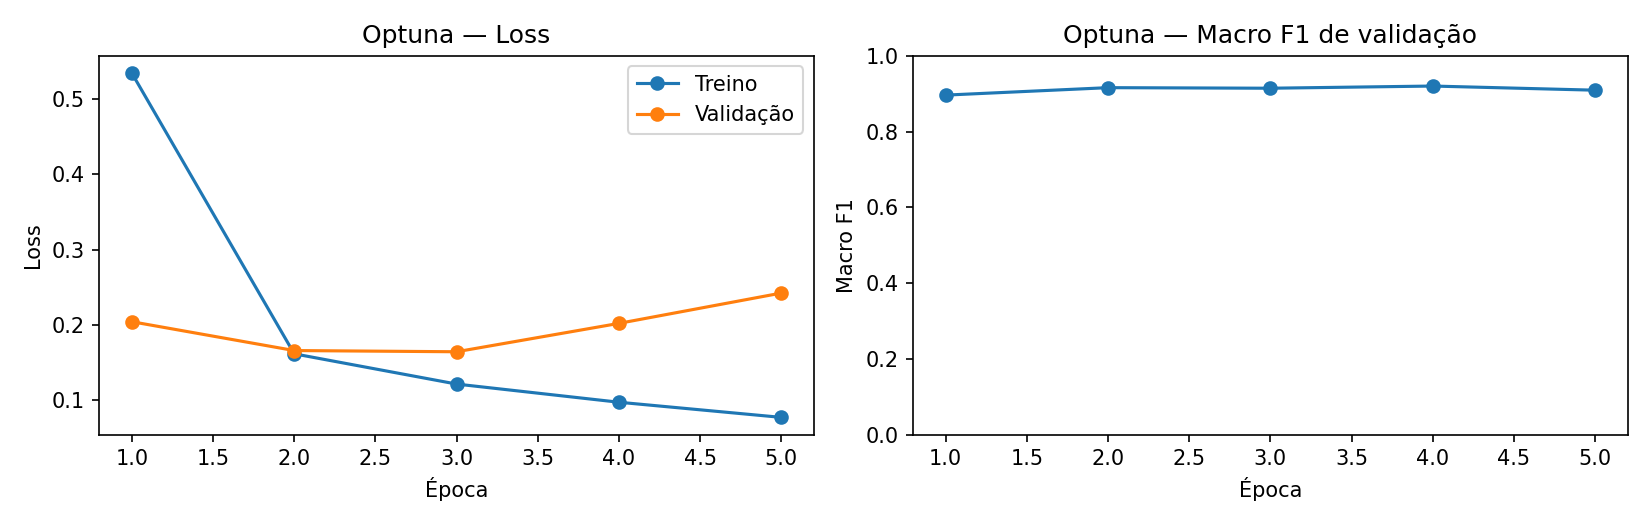 Optuna — Loss
Treino
Validação
0.5
0.4
0.3
0.2
0.1
Loss
1.0 1.5 2.0 2.5 3.0 3.5 4.0 4.5 5.0
Época
Optuna — Macro F1 de validação
1.0
0.8
0.6
0.4
0.2
0.0
Macro F1
1.0 1.5 2.0 2.5 3.0 3.5 4.0 4.5 5.0
Época